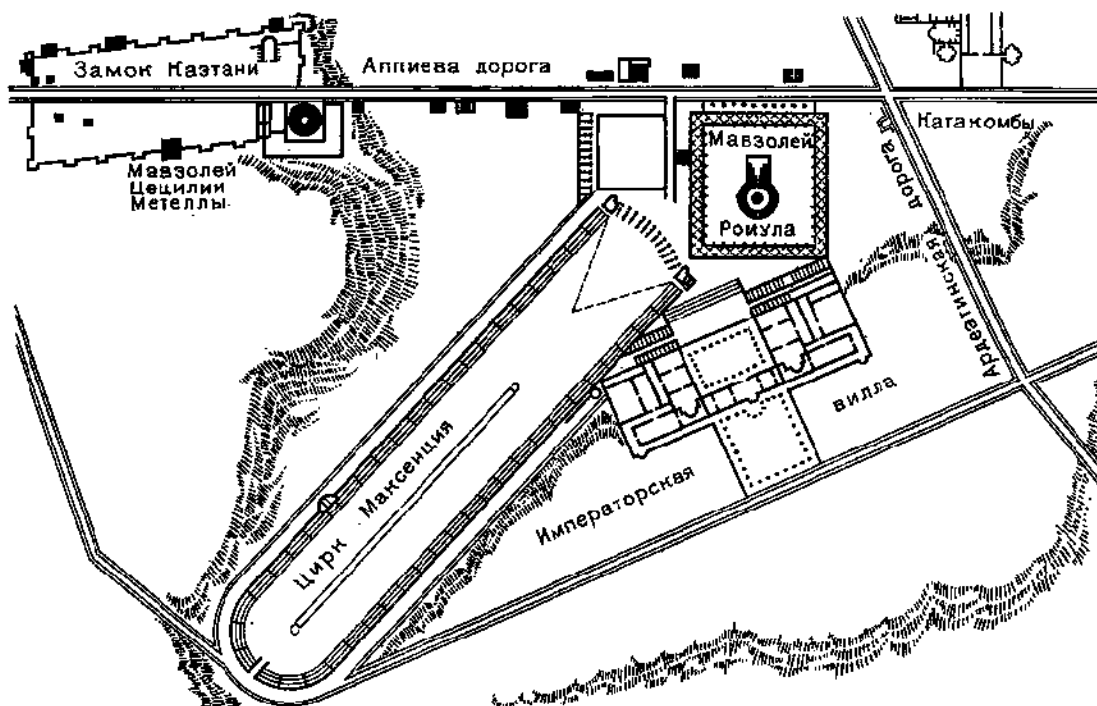 Замок Каэтани
Аппиева дорога
Мавзолей
Цецилии
Метеллы
Мавзолей
Ромула
Катакомбы
Ардеатинская дорога
Цирк Максенция
Императорская вилла